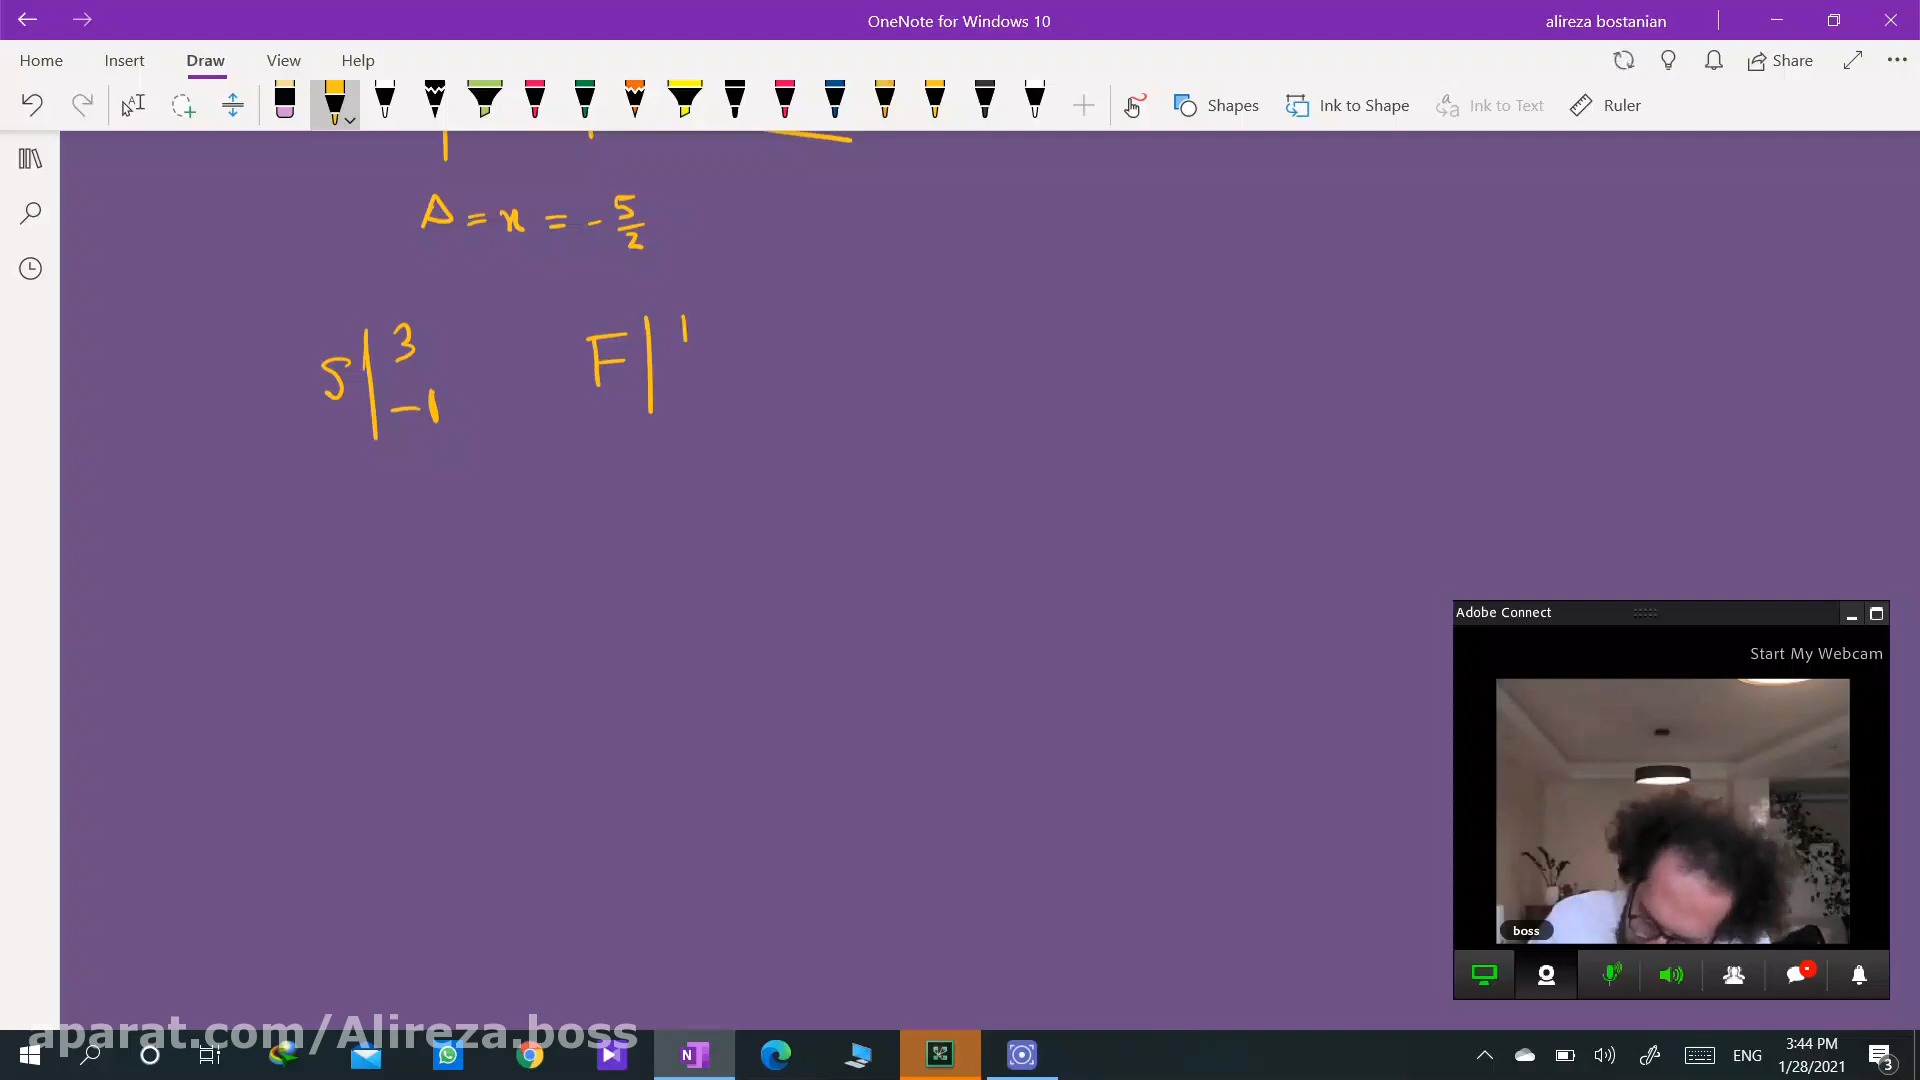 OneNote for Windows 10
alireza bostanian
Home Insert Draw View Help
Share
Shapes Ink to Shape Ink to Text Ruler
Δ = x = - 5/2
S | 3
-1
F | 1
Adobe Connect
Start My Webcam
boss
aparat.com/Alireza.boss
ENG
3:44 PM
1/28/2021
3